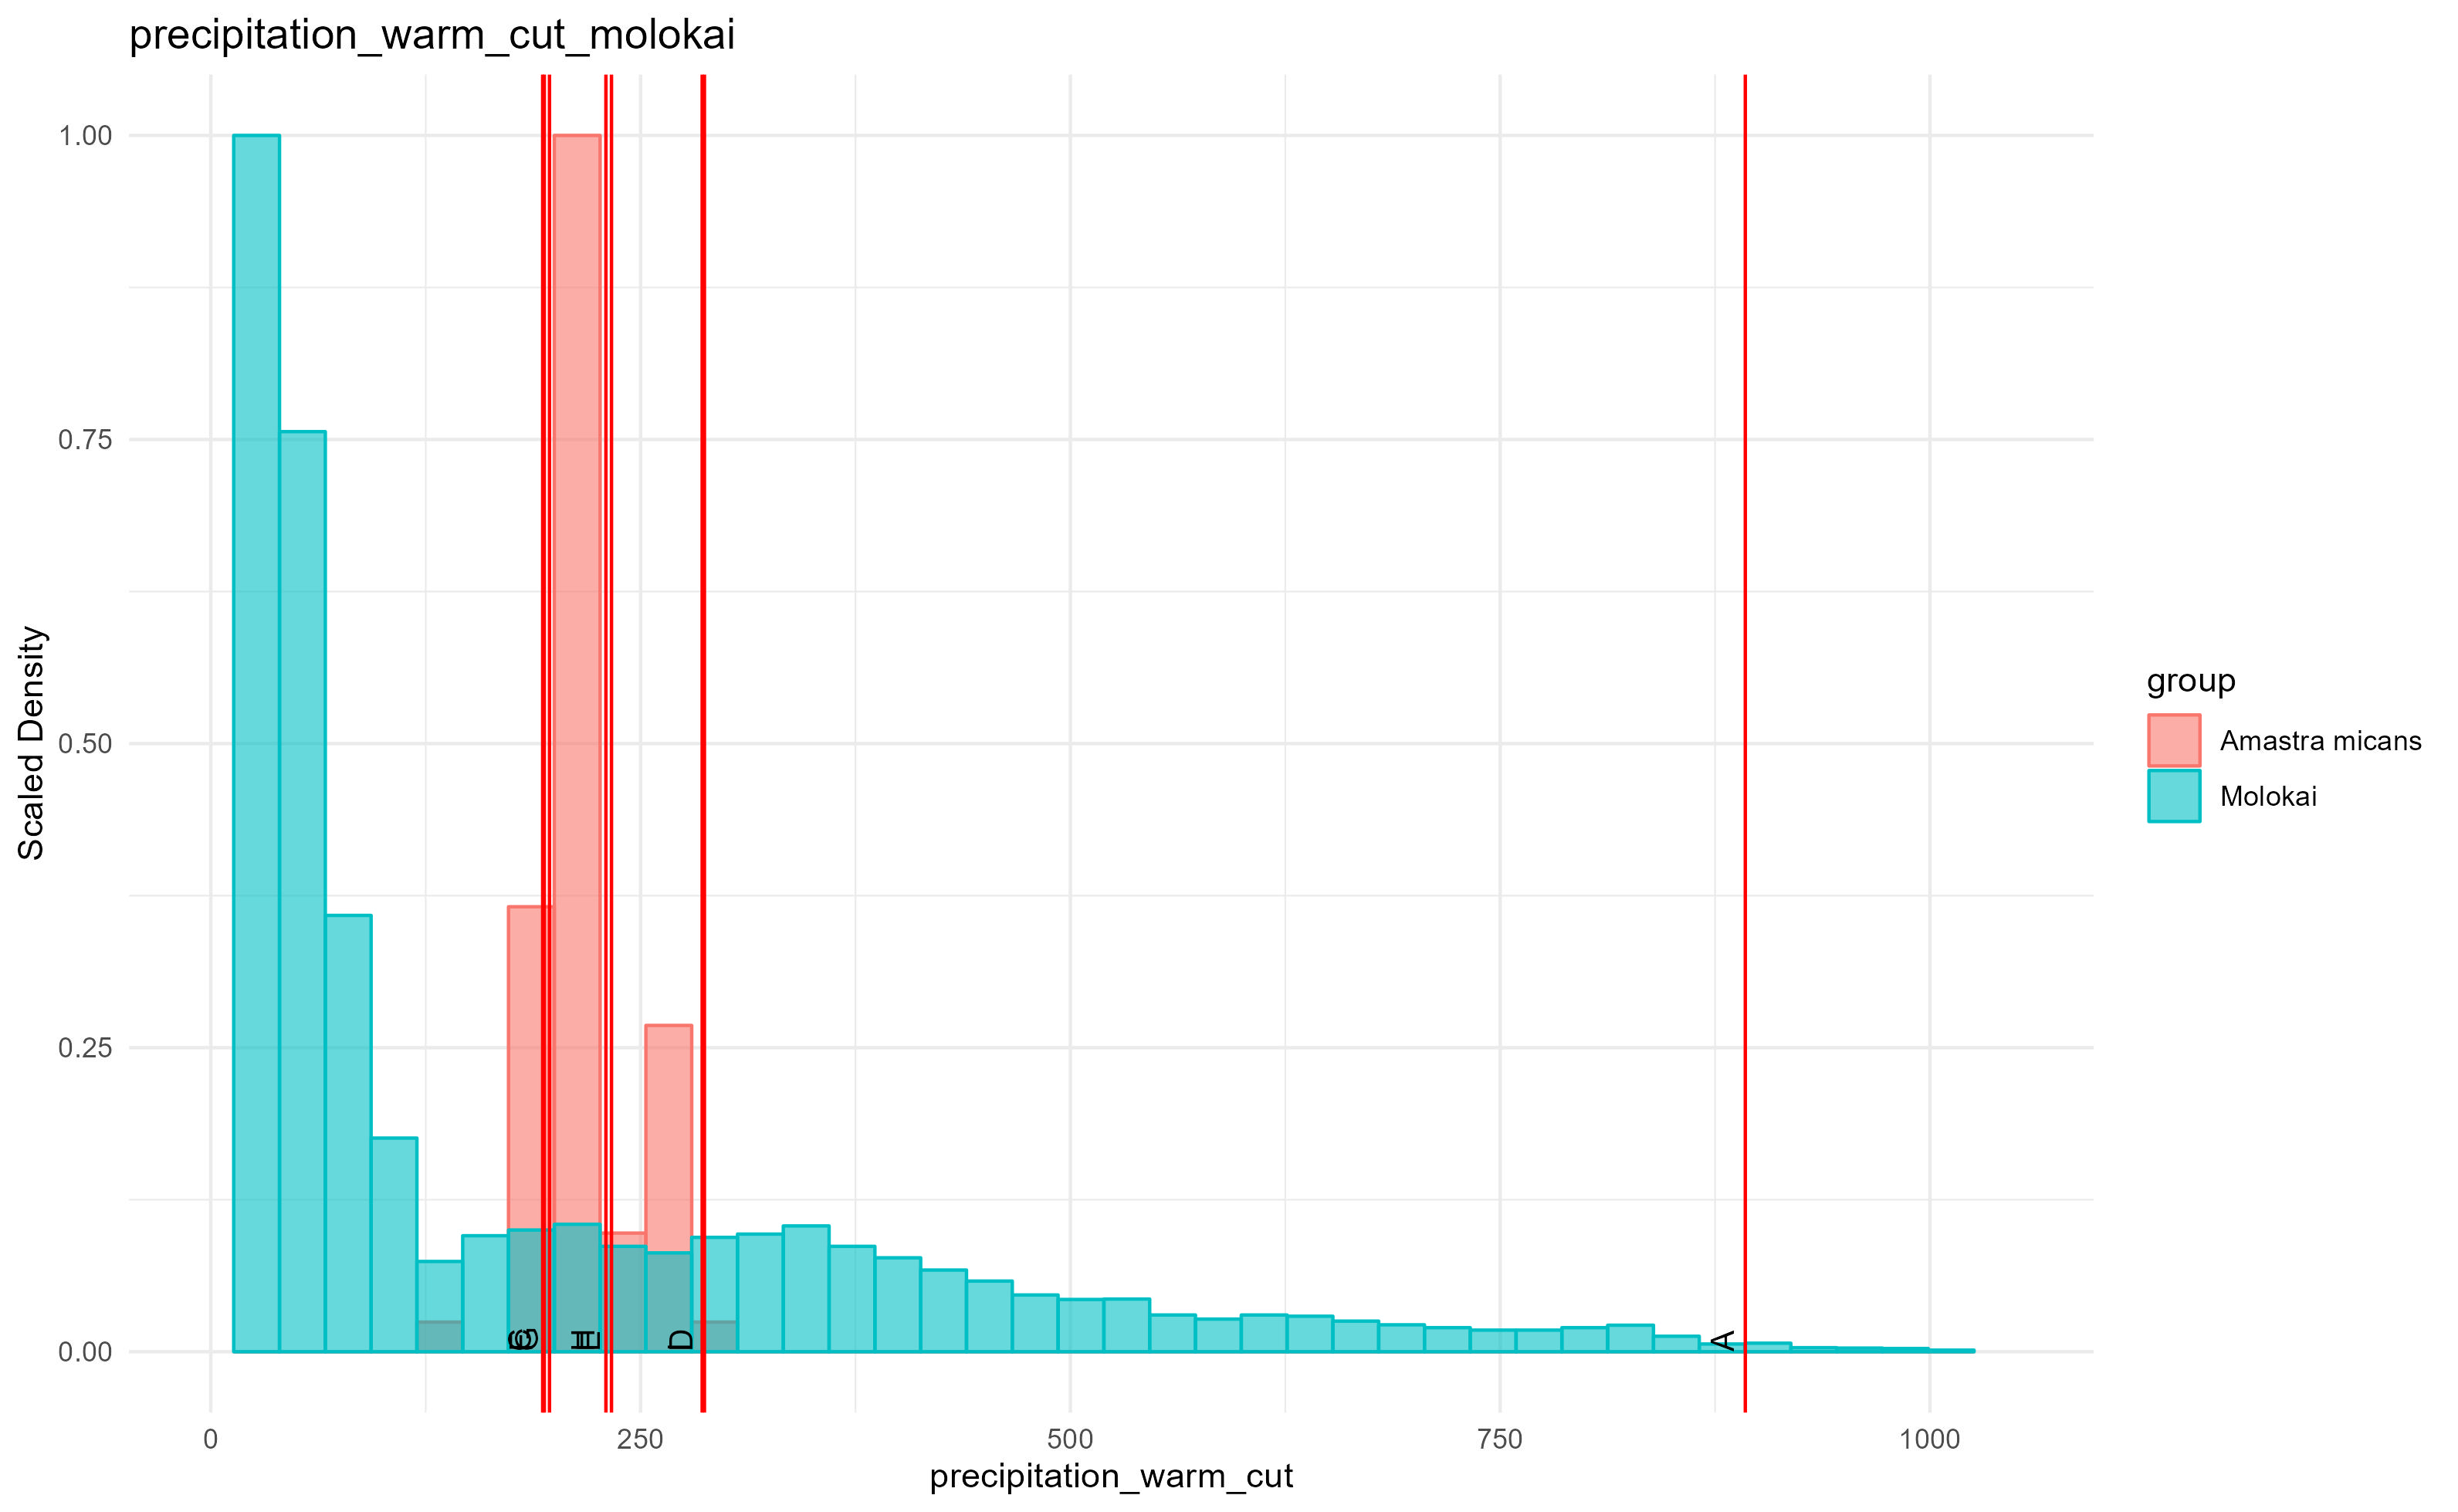 precipitation_warm_cut_molokai
Scaled Density
1.00
0.75
0.50
0.25
0.00
D
A
0
250
500
750
1000
precipitation_warm_cut
group
Amastra micans
Molokai